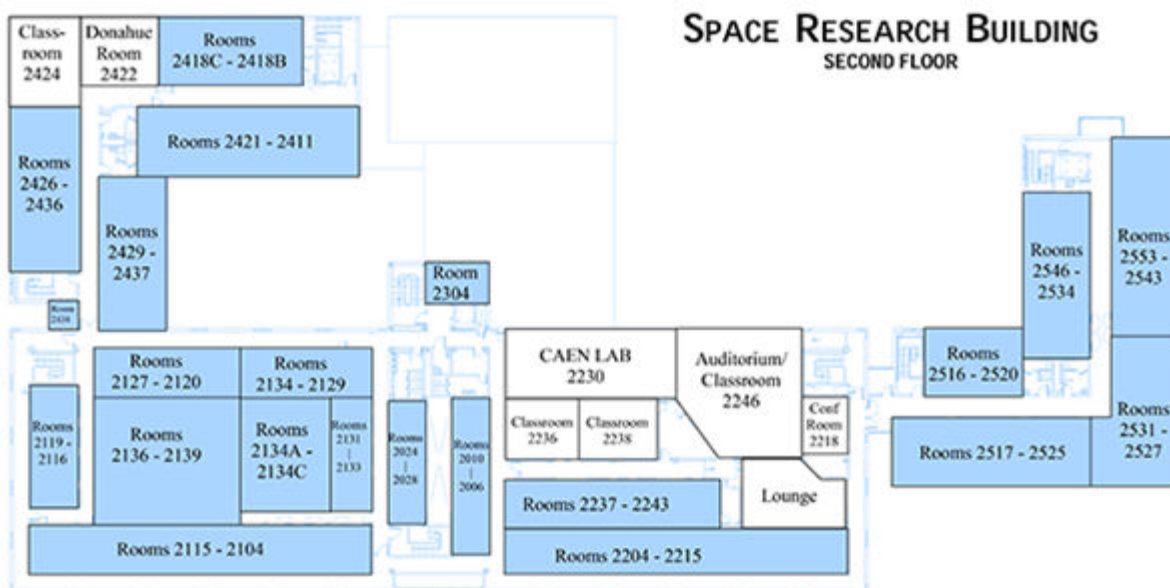 SPACE RESEARCH BUILDING
SECOND FLOOR
Class-
room
2424
Donahue
Room
2422
Rooms
2418C - 2418B
Rooms 2421 - 2411
Rooms
2426 -
2436
Rooms
2429 -
2437
Room
2304
Rooms
2127 - 2120
Rooms
2134 - 2129
Rooms
2119 -
2116
Rooms
2136 - 2139
Rooms
2134A -
2134C
Rooms
2131
|
2133
Rooms
2024
|
2028
Rooms
2010
|
2006
Rooms 2115 - 2104
CAEN LAB
2230
Auditorium/
Classroom
2246
Classroom
2236
Classroom
2238
Conf
Room
2218
Lounge
Rooms 2237 - 2243
Rooms 2204 - 2215
Rooms
2516 - 2520
Rooms
2546 -
2534
Rooms
2553 -
2543
Rooms 2517 - 2525
Rooms
2531 -
2527